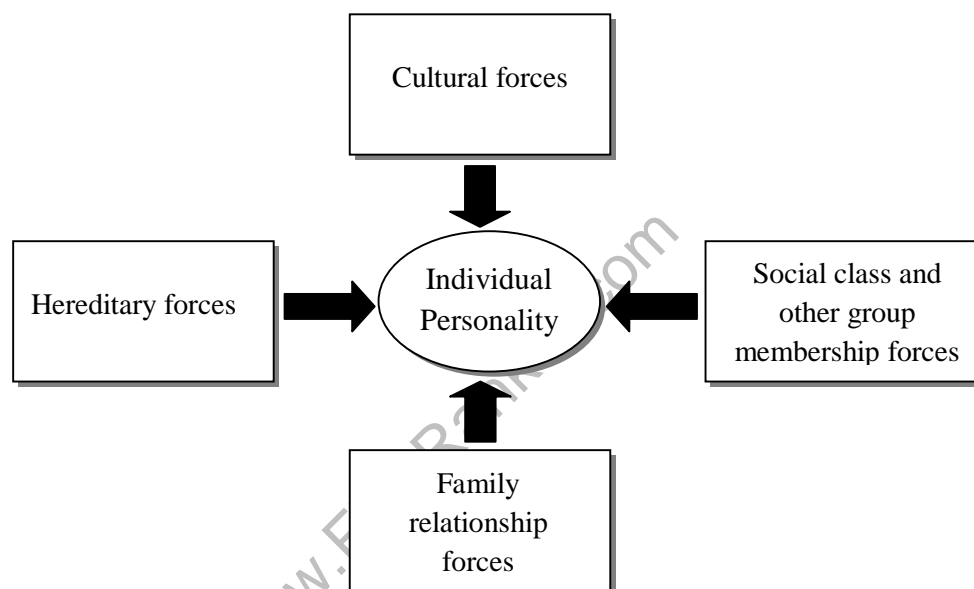 Cultural forces
Hereditary forces
Individual
Personality
Social class and
other group
membership forces
Family
relationship
forces